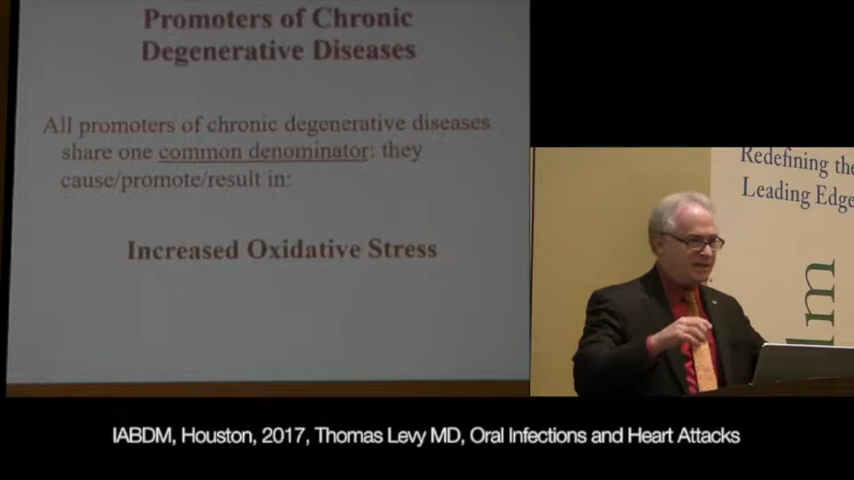 Promoters of Chronic
Degenerative Diseases
All promoters of chronic degenerative diseases
share one common denominator: they
cause/promote/result in:
Increased Oxidative Stress
Redefining the
Leading Edge
dm
IABDM, Houston, 2017, Thomas Levy MD, Oral Infections and Heart Attacks